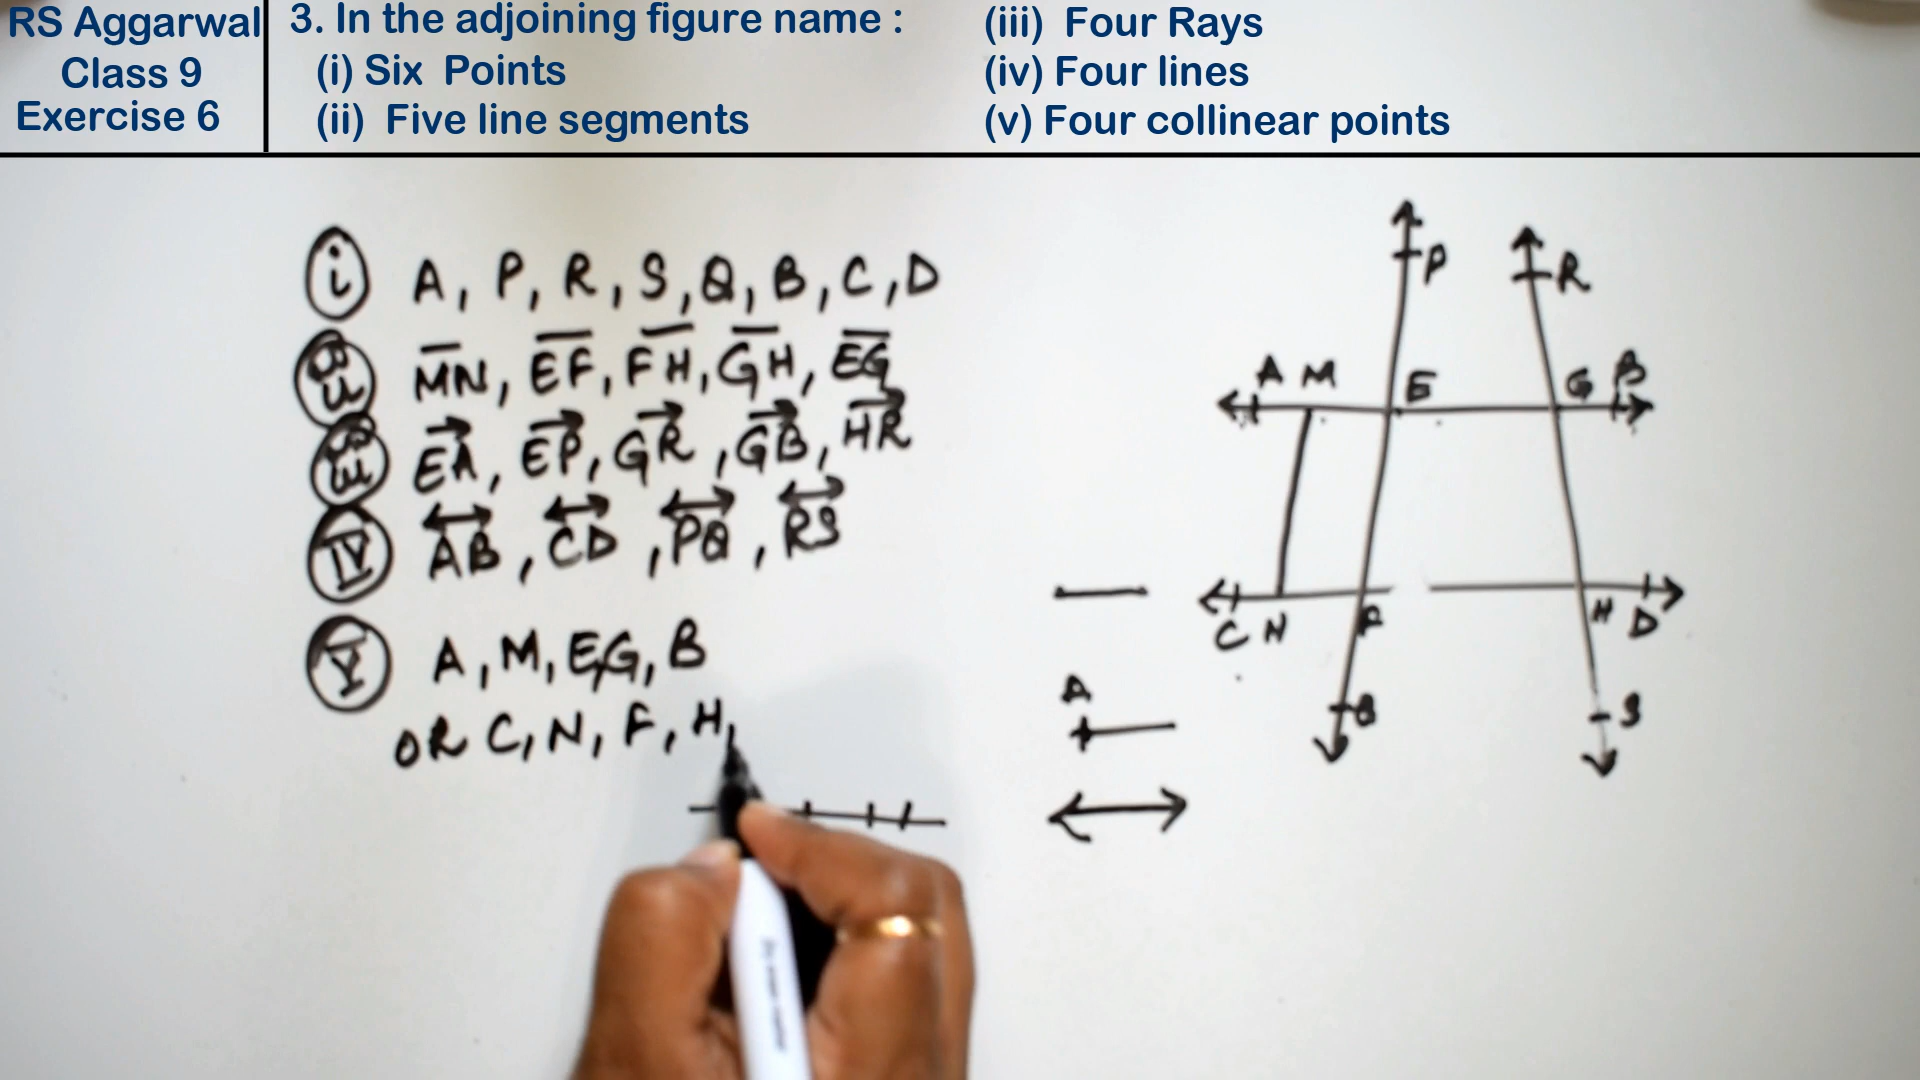 RS Aggarwal
Class 9
Exercise 6
3. In the adjoining figure name :
(i) Six Points
(ii) Five line segments
(iii) Four Rays
(iv) Four lines
(v) Four collinear points
i A, P, R, S, Q, B, C, D
MN, EF, FH, GH, EG
EA, EP, GR, GB, HR
IV AB, CD, PQ, RS
V A, M, E, G, B
OR C, N, F, H,
P
R
A M E G B
C N F H D
S
A